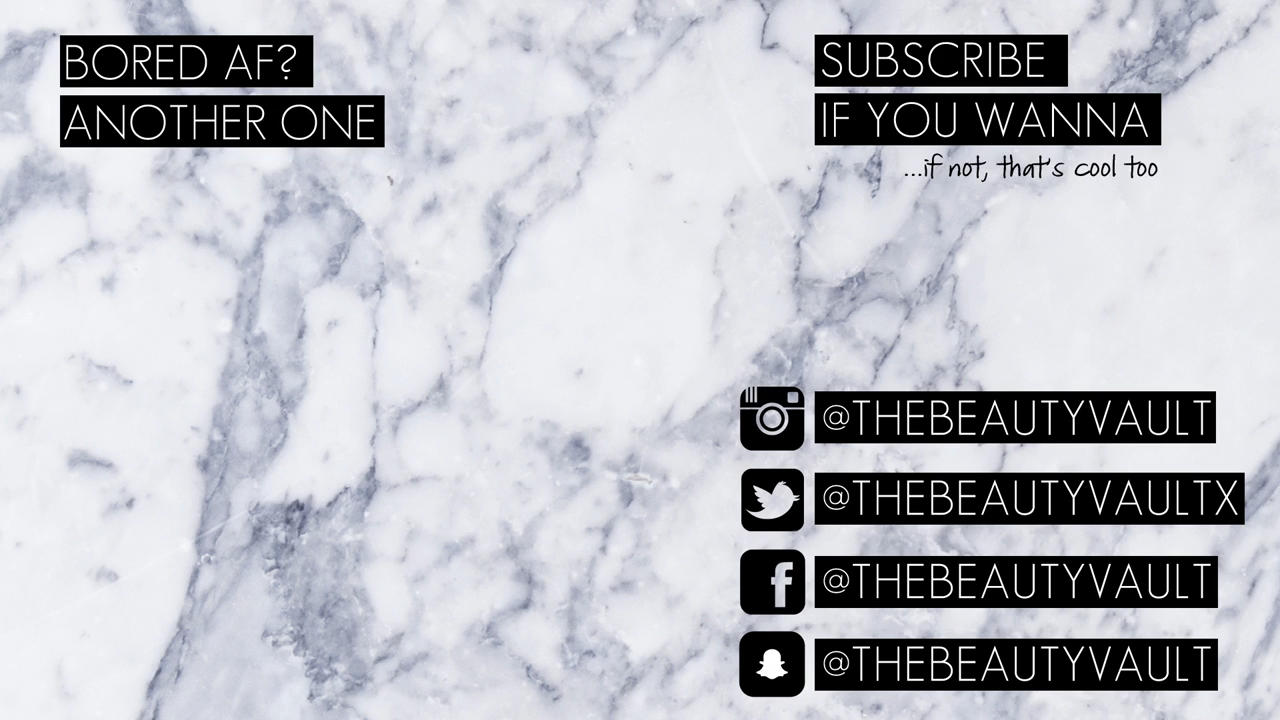 BORED AF?
ANOTHER ONE
SUBSCRIBE
IF YOU WANNA
...if not, that's cool too
@THEBEAUTYVAULT
@THEBEAUTYVAULTX
@THEBEAUTYVAULT
@THEBEAUTYVAULT